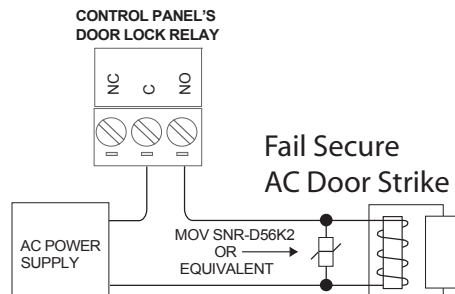 CONTROL PANEL'S
DOOR LOCK RELAY
NC
C
NO
Fail Secure
AC Door Strike
MOV SNR-D56K2
OR
EQUIVALENT
AC POWER
SUPPLY